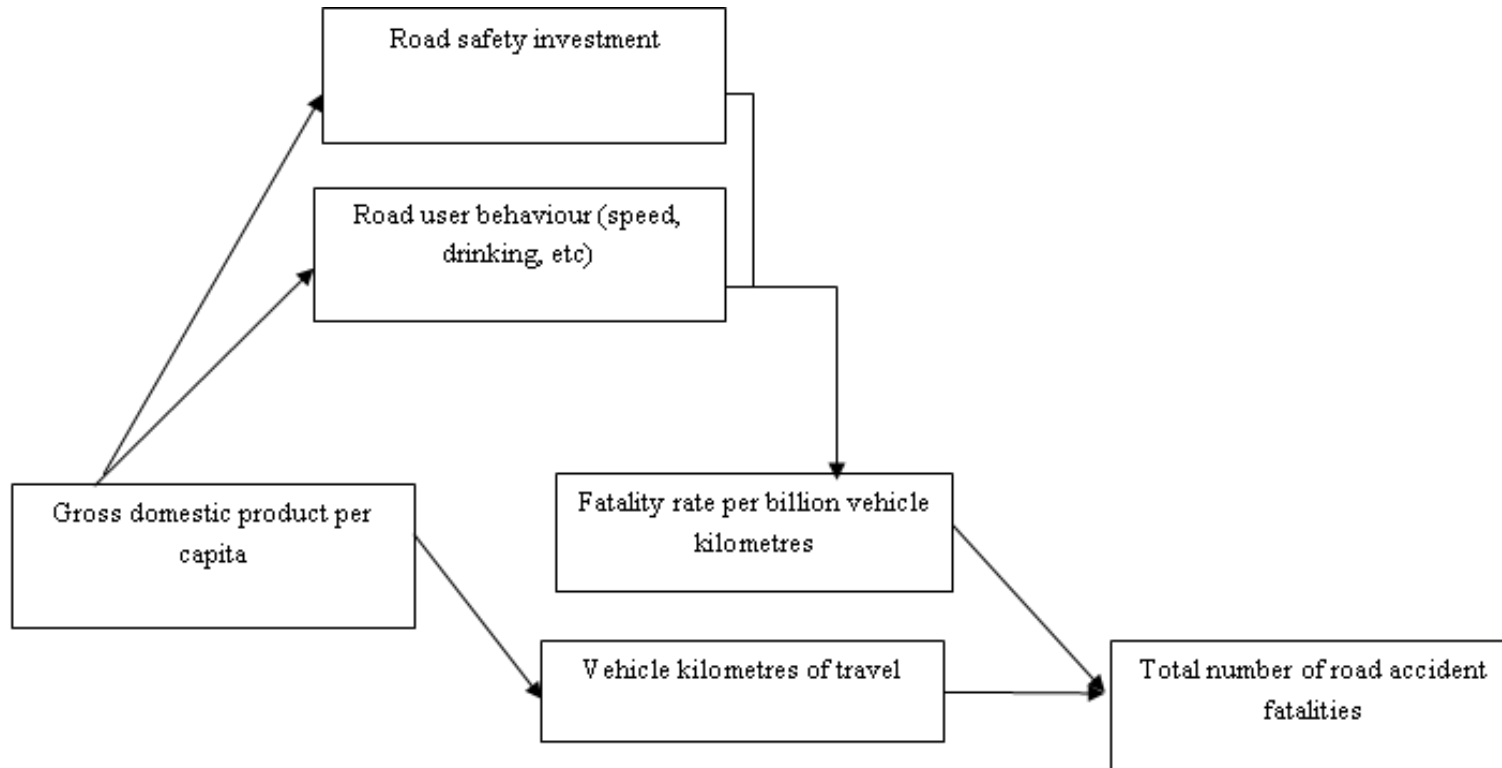 Road safety investment
Road user behaviour (speed,
drinking, etc)
Gross domestic product per
capita
Fatality rate per billion vehicle
kilometres
Vehicle kilometres of travel
Total number of road accident
fatalities